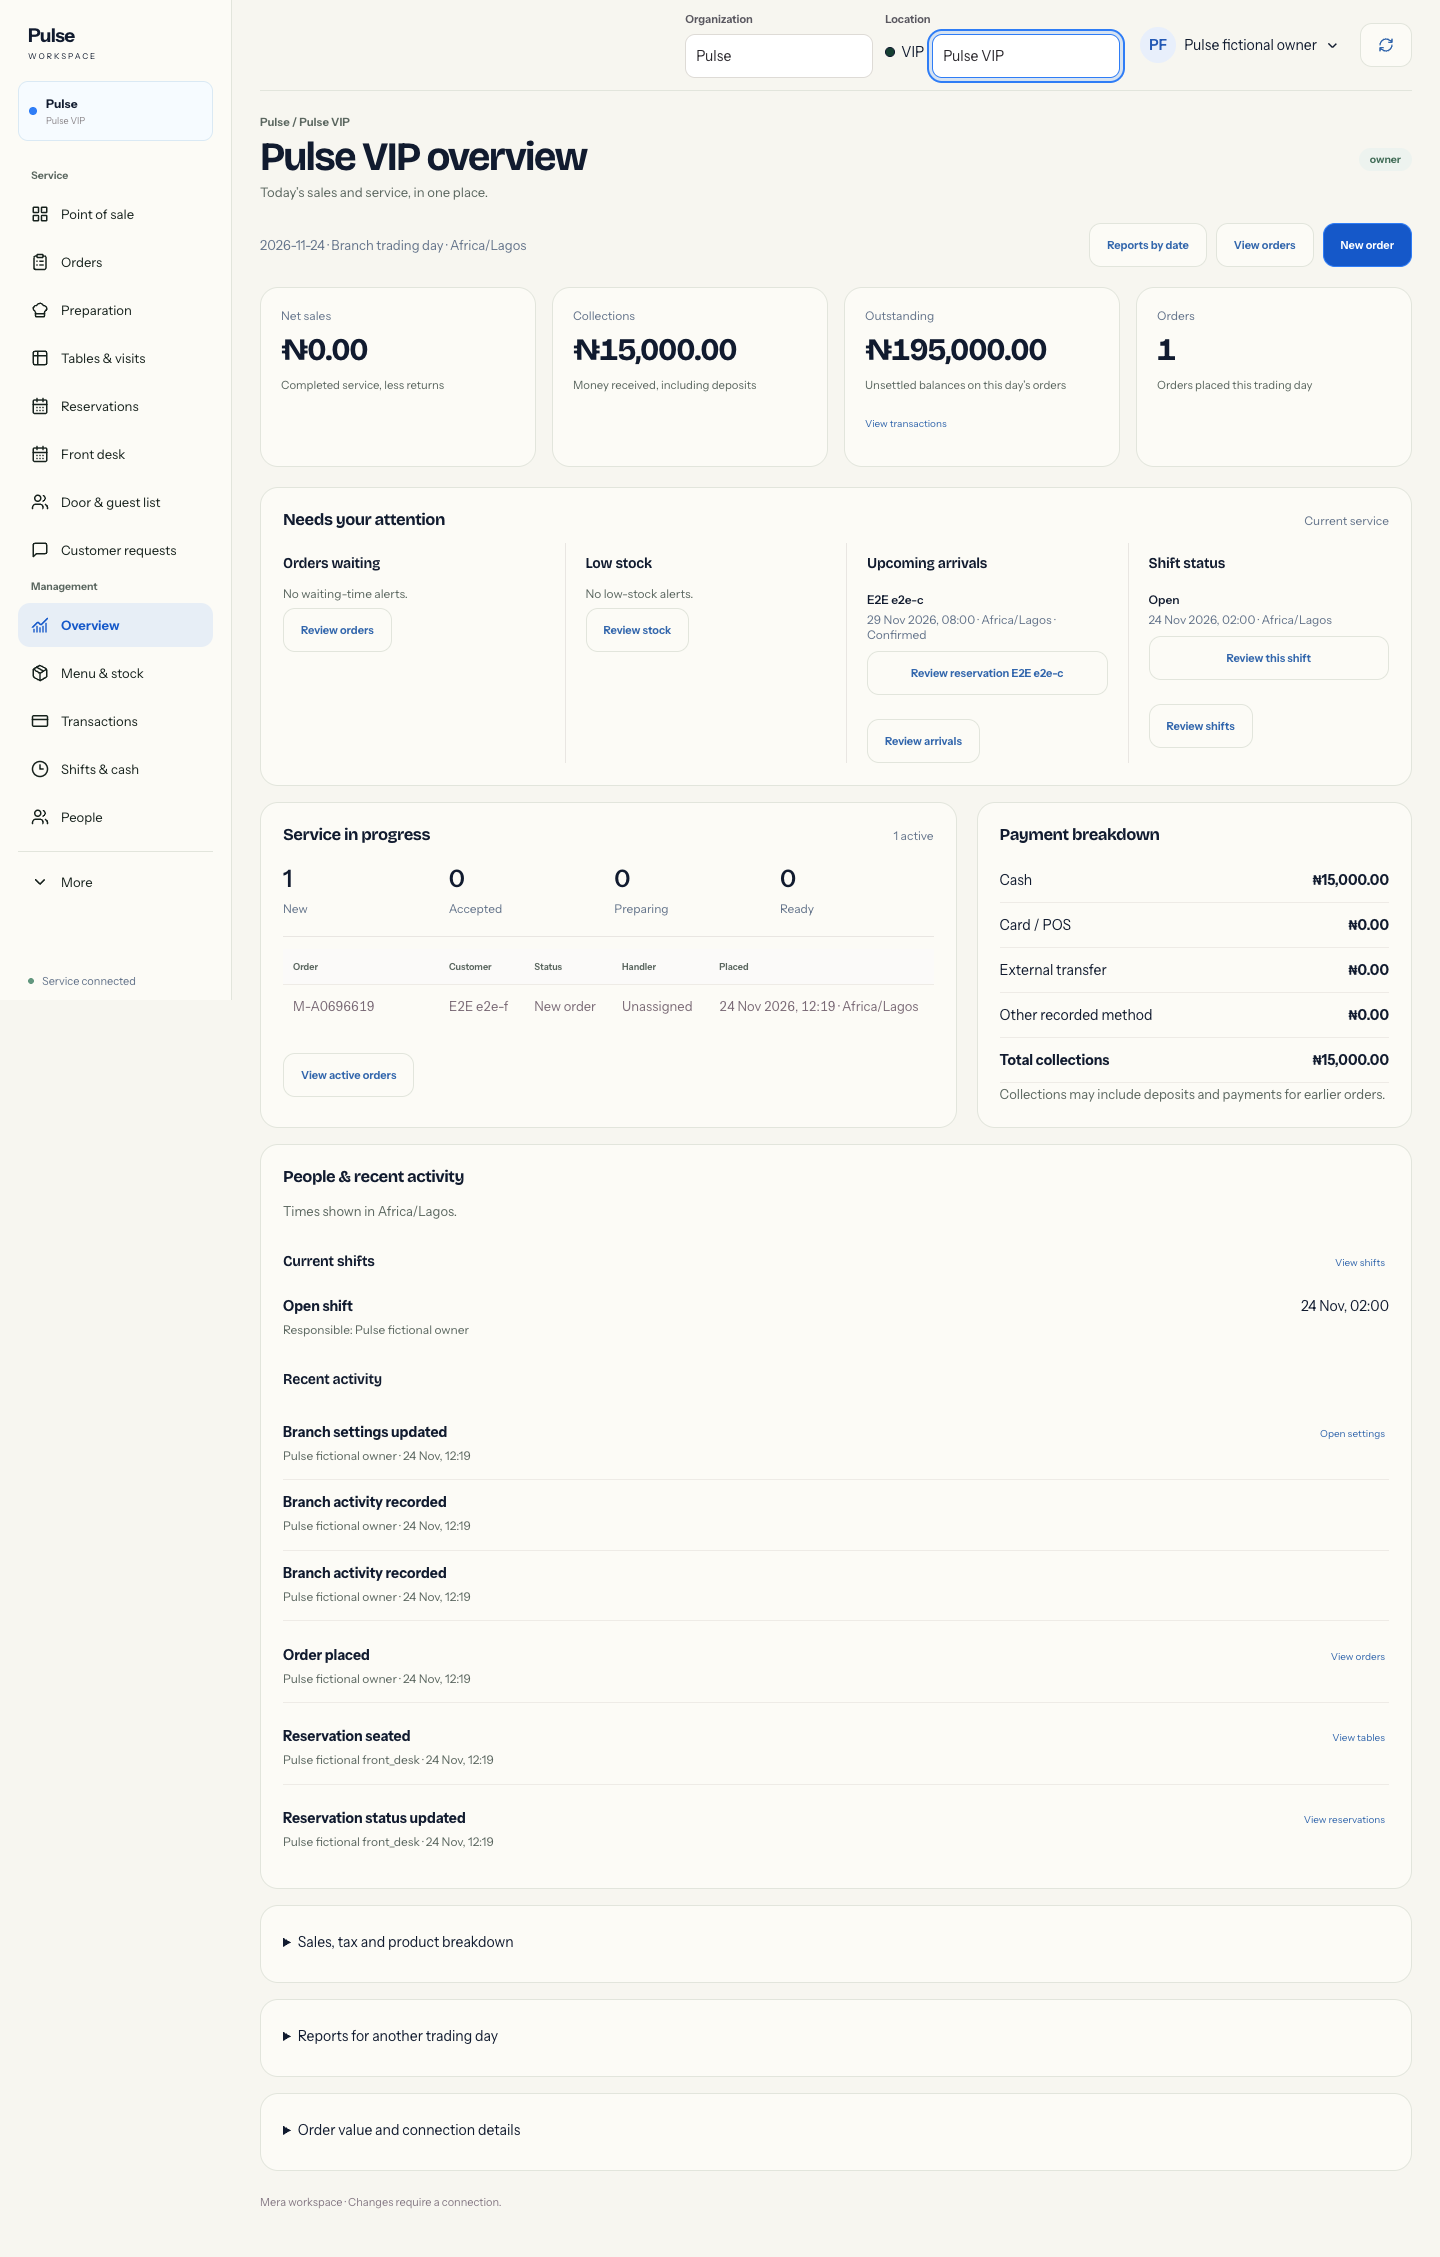 Pulse
WORKSPACE
Pulse
Pulse VIP
Service
Point of sale
Orders
Preparation
Tables & visits
Reservations
Front desk
Door & guest list
Customer requests
Management
Overview
Menu & stock
Transactions
Shifts & cash
People
More
Service connected
Organization
Pulse
Location
VIP
Pulse VIP
PF
Pulse fictional owner
Pulse / Pulse VIP
Pulse VIP overview
owner
Today's sales and service, in one place.
2026-11-24 · Branch trading day · Africa/Lagos
Reports by date
View orders
New order
Net sales
₦0.00
Completed service, less returns
Collections
₦15,000.00
Money received, including deposits
Outstanding
₦195,000.00
Unsettled balances on this day's orders
View transactions
Orders
1
Orders placed this trading day
Needs your attention
Current service
Orders waiting
No waiting-time alerts.
Review orders
Low stock
No low-stock alerts.
Review stock
Upcoming arrivals
E2E e2e-c
29 Nov 2026, 08:00 · Africa/Lagos ·
Confirmed
Review reservation E2E e2e-c
Review arrivals
Shift status
Open
24 Nov 2026, 02:00 · Africa/Lagos
Review this shift
Review shifts
Service in progress
1 active
1
New
0
Accepted
0
Preparing
0
Ready
Order Customer Status Handler Placed
M-A0696619 E2E e2e-f New order Unassigned 24 Nov 2026, 12:19 · Africa/Lagos
View active orders
Payment breakdown
Cash ₦15,000.00
Card / POS ₦0.00
External transfer ₦0.00
Other recorded method ₦0.00
Total collections ₦15,000.00
Collections may include deposits and payments for earlier orders.
People & recent activity
Times shown in Africa/Lagos.
Current shifts
View shifts
Open shift
24 Nov, 02:00
Responsible: Pulse fictional owner
Recent activity
Branch settings updated
Open settings
Pulse fictional owner · 24 Nov, 12:19
Branch activity recorded
Pulse fictional owner · 24 Nov, 12:19
Branch activity recorded
Pulse fictional owner · 24 Nov, 12:19
Order placed
View orders
Pulse fictional owner · 24 Nov, 12:19
Reservation seated
View tables
Pulse fictional front_desk · 24 Nov, 12:19
Reservation status updated
View reservations
Pulse fictional front_desk · 24 Nov, 12:19
Sales, tax and product breakdown
Reports for another trading day
Order value and connection details
Mera workspace · Changes require a connection.